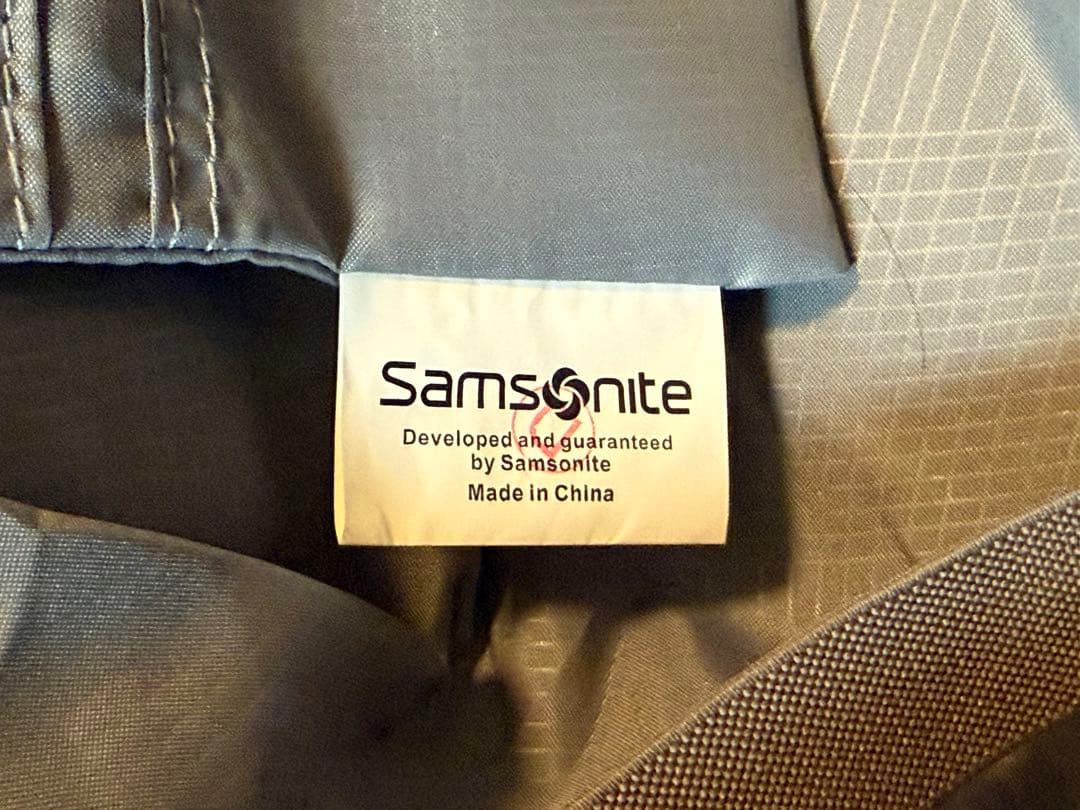 Samsonite
Developed and guaranteed
by Samsonite
Made in China